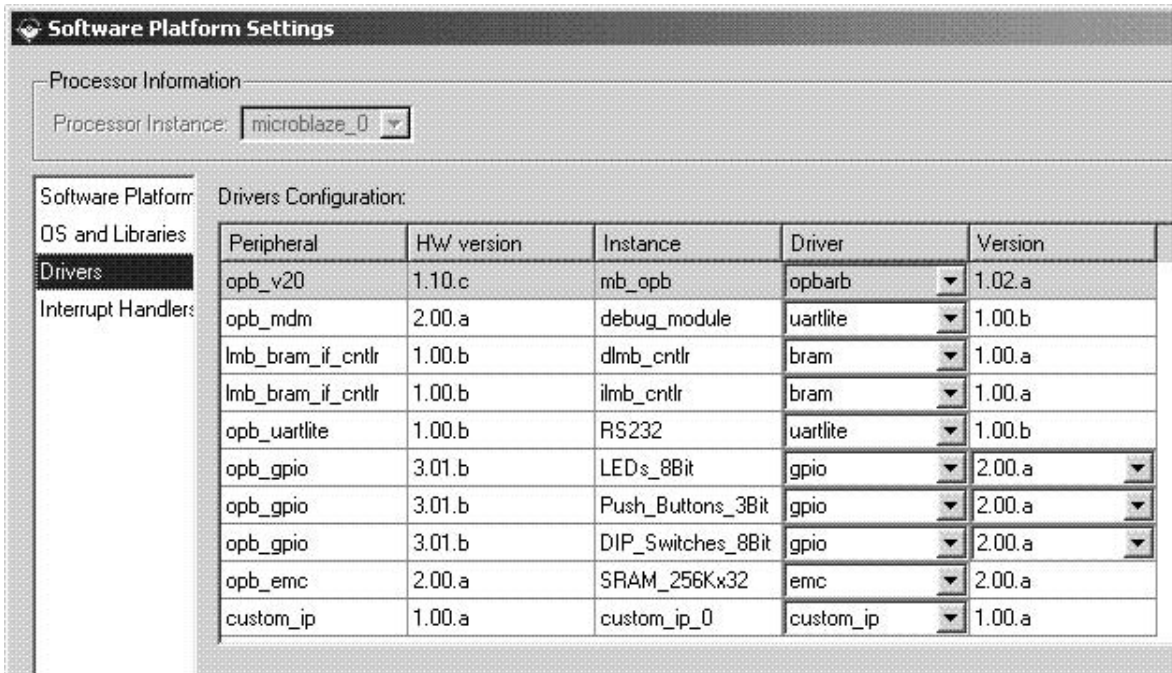 Software Platform Settings
Processor Information
Processor Instance: microblaze_0
Software Platform
OS and Libraries
Drivers
Interrupt Handlers
Drivers Configuration:
Peripheral HW version Instance Driver Version
opb_v20 1.10.c mb_opb opbarb 1.02.a
opb_mdm 2.00.a debug_module uartlite 1.00.b
lmb_bram_if_cntlr 1.00.b dlmb_cntlr bram 1.00.a
lmb_bram_if_cntlr 1.00.b ilmb_cntlr bram 1.00.a
opb_uartlite 1.00.b RS232 uartlite 1.00.b
opb_gpio 3.01.b LEDs_8Bit gpio 2.00.a
opb_gpio 3.01.b Push_Buttons_3Bit gpio 2.00.a
opb_gpio 3.01.b DIP_Switches_8Bit gpio 2.00.a
opb_emc 2.00.a SRAM_256Kx32 emc 2.00.a
custom_ip 1.00.a custom_ip_0 custom_ip 1.00.a